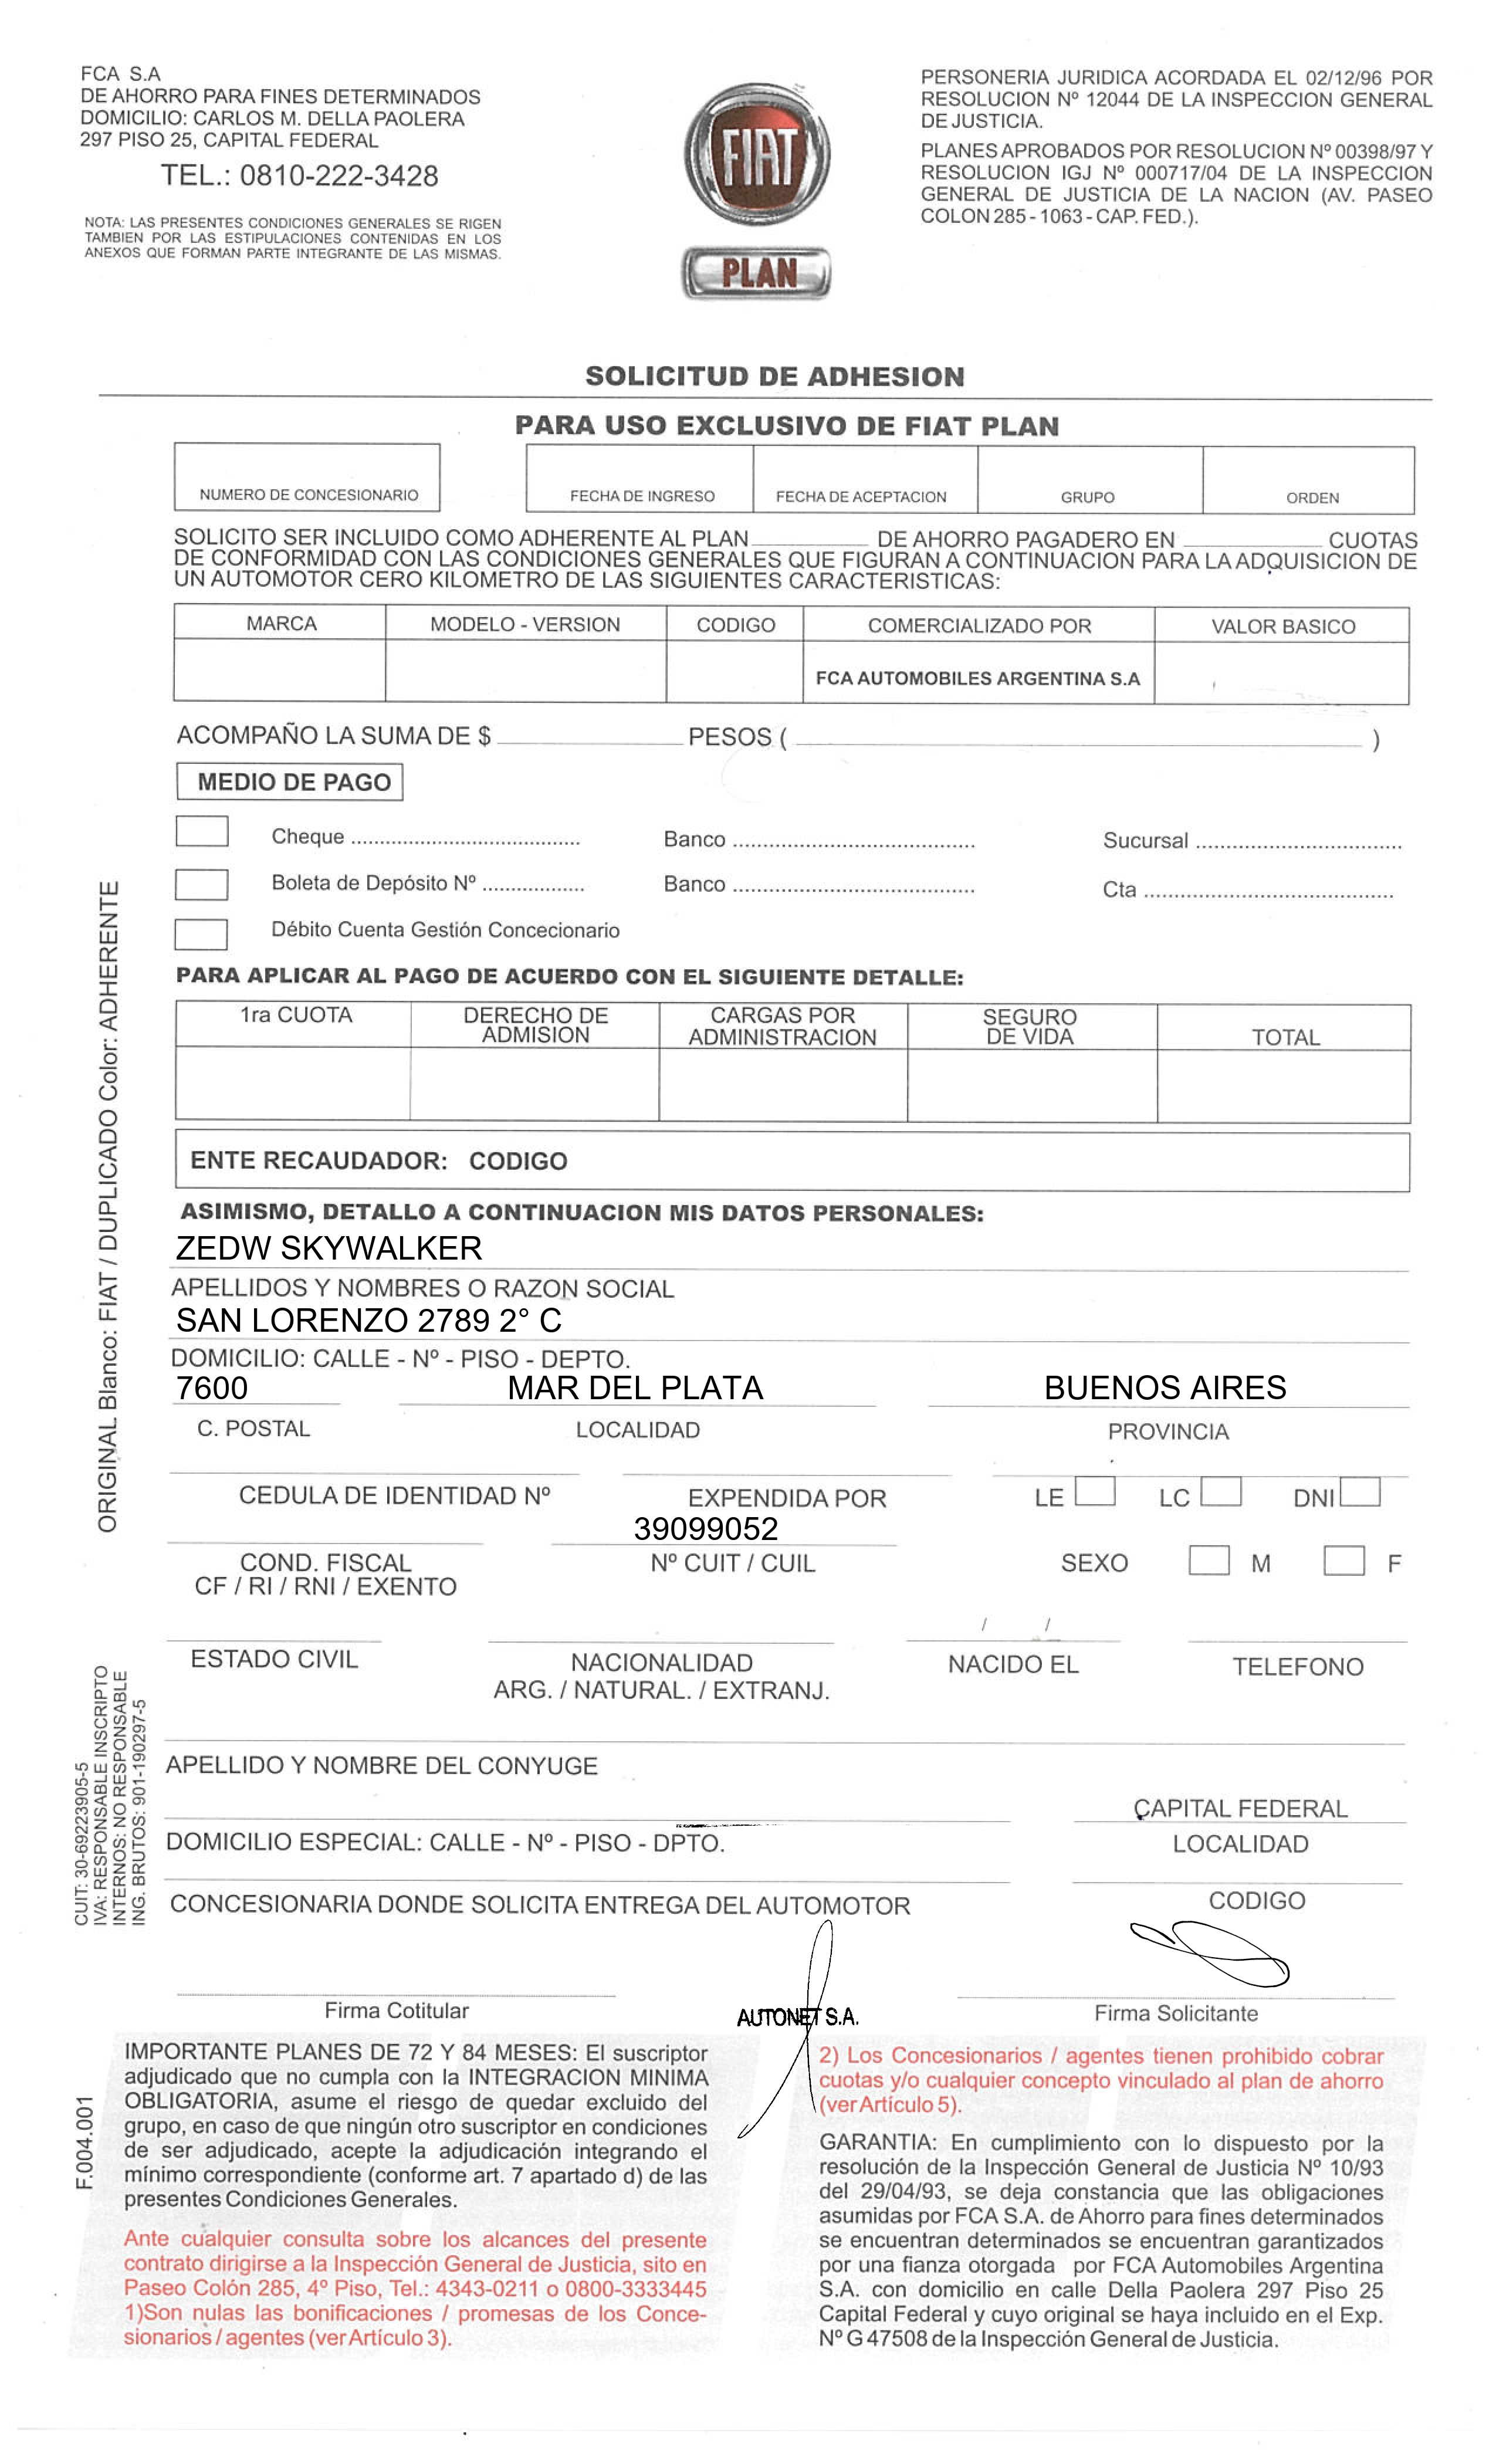 FCA S.A
DE AHORRO PARA FINES DETERMINADOS
DOMICILIO: CARLOS M. DELLA PAOLERA
297 PISO 25, CAPITAL FEDERAL
TEL.: 0810-222-3428
NOTA: LAS PRESENTES CONDICIONES GENERALES SE RIGEN
TAMBIEN POR LAS ESTIPULACIONES CONTENIDAS EN LOS
ANEXOS QUE FORMAN PARTE INTEGRANTE DE LAS MISMAS.
FIAT
PLAN
PERSONERIA JURIDICA ACORDADA EL 02/12/96 POR
RESOLUCION Nº 12044 DE LA INSPECCION GENERAL
DE JUSTICIA.
PLANES APROBADOS POR RESOLUCION Nº 00398/97 Y
RESOLUCION IGJ Nº 000717/04 DE LA INSPECCION
GENERAL DE JUSTICIA DE LA NACION (AV. PASEO
COLON 285 - 1063 - CAP. FED.).
SOLICITUD DE ADHESION
PARA USO EXCLUSIVO DE FIAT PLAN
NUMERO DE CONCESIONARIO FECHA DE INGRESO FECHA DE ACEPTACION GRUPO ORDEN
SOLICITO SER INCLUIDO COMO ADHERENTE AL PLAN DE AHORRO PAGADERO EN CUOTAS
DE CONFORMIDAD CON LAS CONDICIONES GENERALES QUE FIGURAN A CONTINUACION PARA LA ADQUISICION DE
UN AUTOMOTOR CERO KILOMETRO DE LAS SIGUIENTES CARACTERISTICAS:
MARCA MODELO - VERSION CODIGO COMERCIALIZADO POR VALOR BASICO
FCA AUTOMOBILES ARGENTINA S.A
ACOMPAÑO LA SUMA DE $ PESOS ( )
MEDIO DE PAGO
Cheque Banco Sucursal
Boleta de Depósito Nº Banco Cta
Débito Cuenta Gestión Concecionario
PARA APLICAR AL PAGO DE ACUERDO CON EL SIGUIENTE DETALLE:
1ra CUOTA DERECHO DE CARGAS POR SEGURO
ADMISION ADMINISTRACION DE VIDA TOTAL
ENTE RECAUDADOR: CODIGO
ASIMISMO, DETALLO A CONTINUACION MIS DATOS PERSONALES:
ZEDW SKYWALKER
APELLIDOS Y NOMBRES O RAZON SOCIAL
SAN LORENZO 2789 2° C
DOMICILIO: CALLE - Nº - PISO - DEPTO.
7600 MAR DEL PLATA BUENOS AIRES
C. POSTAL LOCALIDAD PROVINCIA
CEDULA DE IDENTIDAD Nº EXPENDIDA POR LE LC DNI
39099052
COND. FISCAL Nº CUIT / CUIL SEXO M F
CF / RI / RNI / EXENTO
/ /
ESTADO CIVIL NACIONALIDAD NACIDO EL TELEFONO
ARG. / NATURAL. / EXTRANJ.
APELLIDO Y NOMBRE DEL CONYUGE
CAPITAL FEDERAL
DOMICILIO ESPECIAL: CALLE - Nº - PISO - DPTO. LOCALIDAD
CONCESIONARIA DONDE SOLICITA ENTREGA DEL AUTOMOTOR CODIGO
Firma Cotitular AUTONET S.A. Firma Solicitante
IMPORTANTE PLANES DE 72 Y 84 MESES: El suscriptor
adjudicado que no cumpla con la INTEGRACION MINIMA
OBLIGATORIA, asume el riesgo de quedar excluido del
grupo, en caso de que ningún otro suscriptor en condiciones
de ser adjudicado, acepte la adjudicación integrando el
mínimo correspondiente (conforme art. 7 apartado d) de las
presentes Condiciones Generales.
Ante cualquier consulta sobre los alcances del presente
contrato dirigirse a la Inspección General de Justicia, sito en
Paseo Colón 285, 4º Piso, Tel.: 4343-0211 o 0800-3333445
1)Son nulas las bonificaciones / promesas de los Conce-
sionarios / agentes (ver Artículo 3).
2) Los Concesionarios / agentes tienen prohibido cobrar
cuotas y/o cualquier concepto vinculado al plan de ahorro
(ver Artículo 5).
GARANTIA: En cumplimiento con lo dispuesto por la
resolución de la Inspección General de Justicia Nº 10/93
del 29/04/93, se deja constancia que las obligaciones
asumidas por FCA S.A. de Ahorro para fines determinados
se encuentran determinados se encuentran garantizados
por una fianza otorgada por FCA Automobiles Argentina
S.A. con domicilio en calle Della Paolera 297 Piso 25
Capital Federal y cuyo original se haya incluido en el Exp.
Nº G 47508 de la Inspección General de Justicia.
ORIGINAL Blanco: FIAT / DUPLICADO Color: ADHERENTE
CUIT: 30-69223905-5
IVA: RESPONSABLE INSCRIPTO
INTERNOS: NO RESPONSABLE
ING. BRUTOS: 901-190297-5
F.004.001